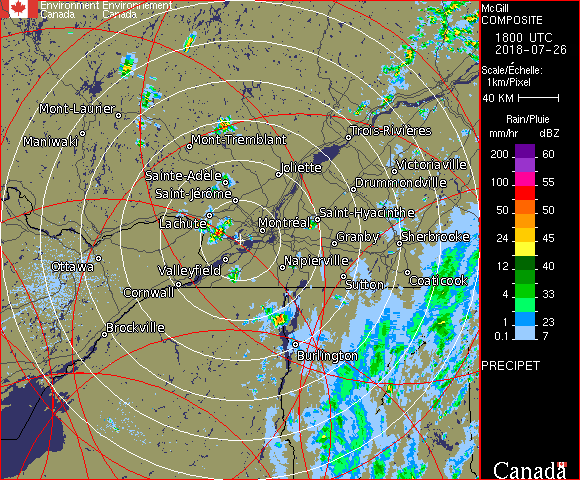 Environment Environnement
Canada Canada
McGill
COMPOSITE
1800 UTC
2018-07-26
Scale/Échelle:
1km/Pixel
40 KM
Rain/Pluie
mm/hr dBZ
200 60
100 55
50 50
24 45
12 40
4 33
1 23
0.1 7
PRECIPET
Canada
Mont-Laurier
Maniwaki
Mont-Tremblant
Trois-Rivières
Sainte-Adèle
Joliette
Victoriaville
Saint-Jérôme
Drummondville
Lachute
Montréal
Saint-Hyacinthe
Granby
Sherbrooke
Ottawa
Valleyfield
Napierville
Cornwall
Sutton
Coaticook
Brockville
Burlington